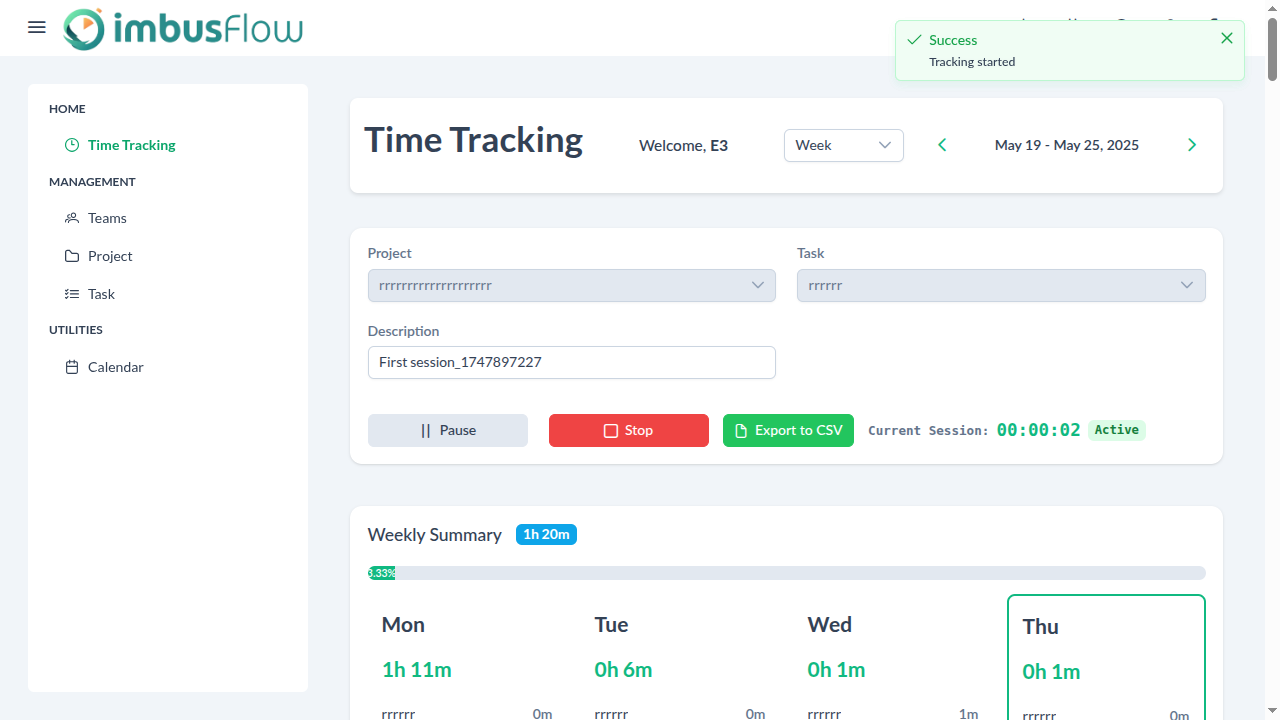 imbusFlow
Success
Tracking started
HOME
Time Tracking
MANAGEMENT
Teams
Project
Task
UTILITIES
Calendar
Time Tracking
Welcome, E3
Week
May 19 - May 25, 2025
Project
Task
rrrrrrrrrrrrrrrrrrrr
rrrrrr
Description
First session_1747897227
Pause
Stop
Export to CSV
Current Session: 00:00:02 Active
Weekly Summary 1h 20m
3.33%
Mon
Tue
Wed
Thu
1h 11m
0h 6m
0h 1m
0h 1m
rrrrrr 0m
rrrrrr 0m
rrrrrr 1m
rrrrrr 0m